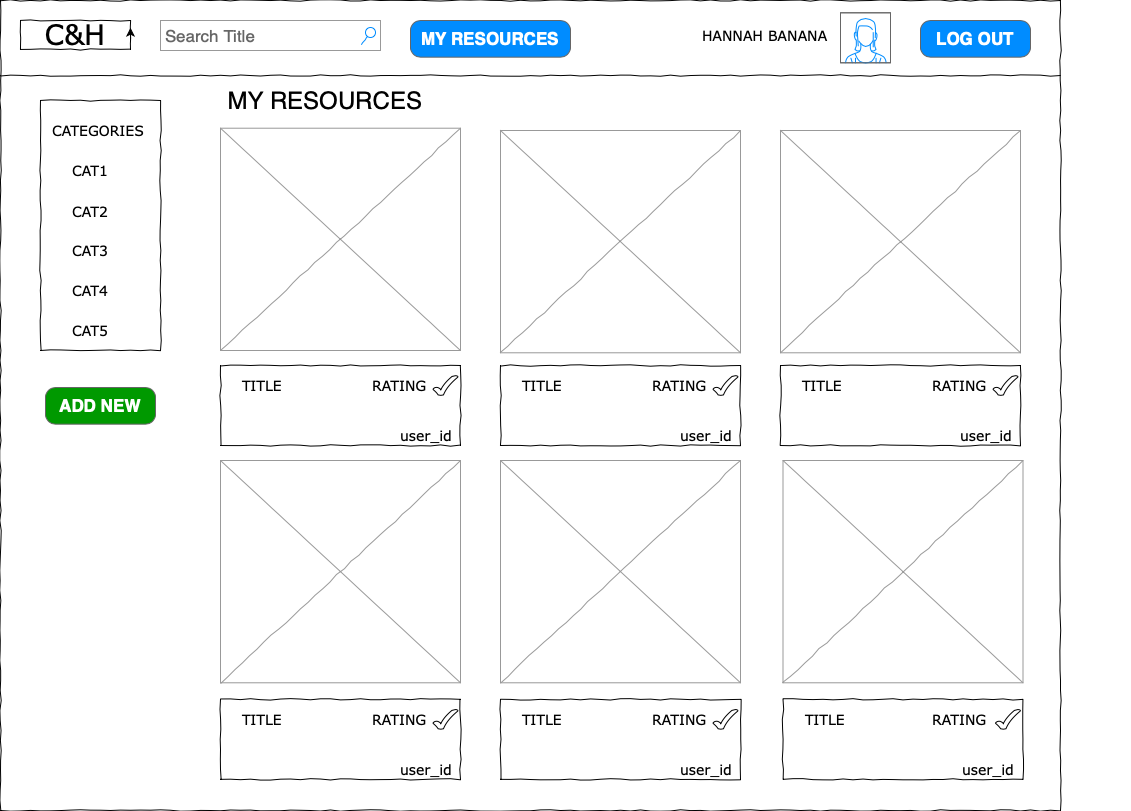 C&H Search Title MY RESOURCES HANNAH BANANA LOG OUT
MY RESOURCES
CATEGORIES
CAT1
CAT2
CAT3
CAT4
CAT5
ADD NEW
TITLE RATING TITLE RATING TITLE RATING
user_id user_id user_id
TITLE RATING TITLE RATING TITLE RATING
user_id user_id user_id